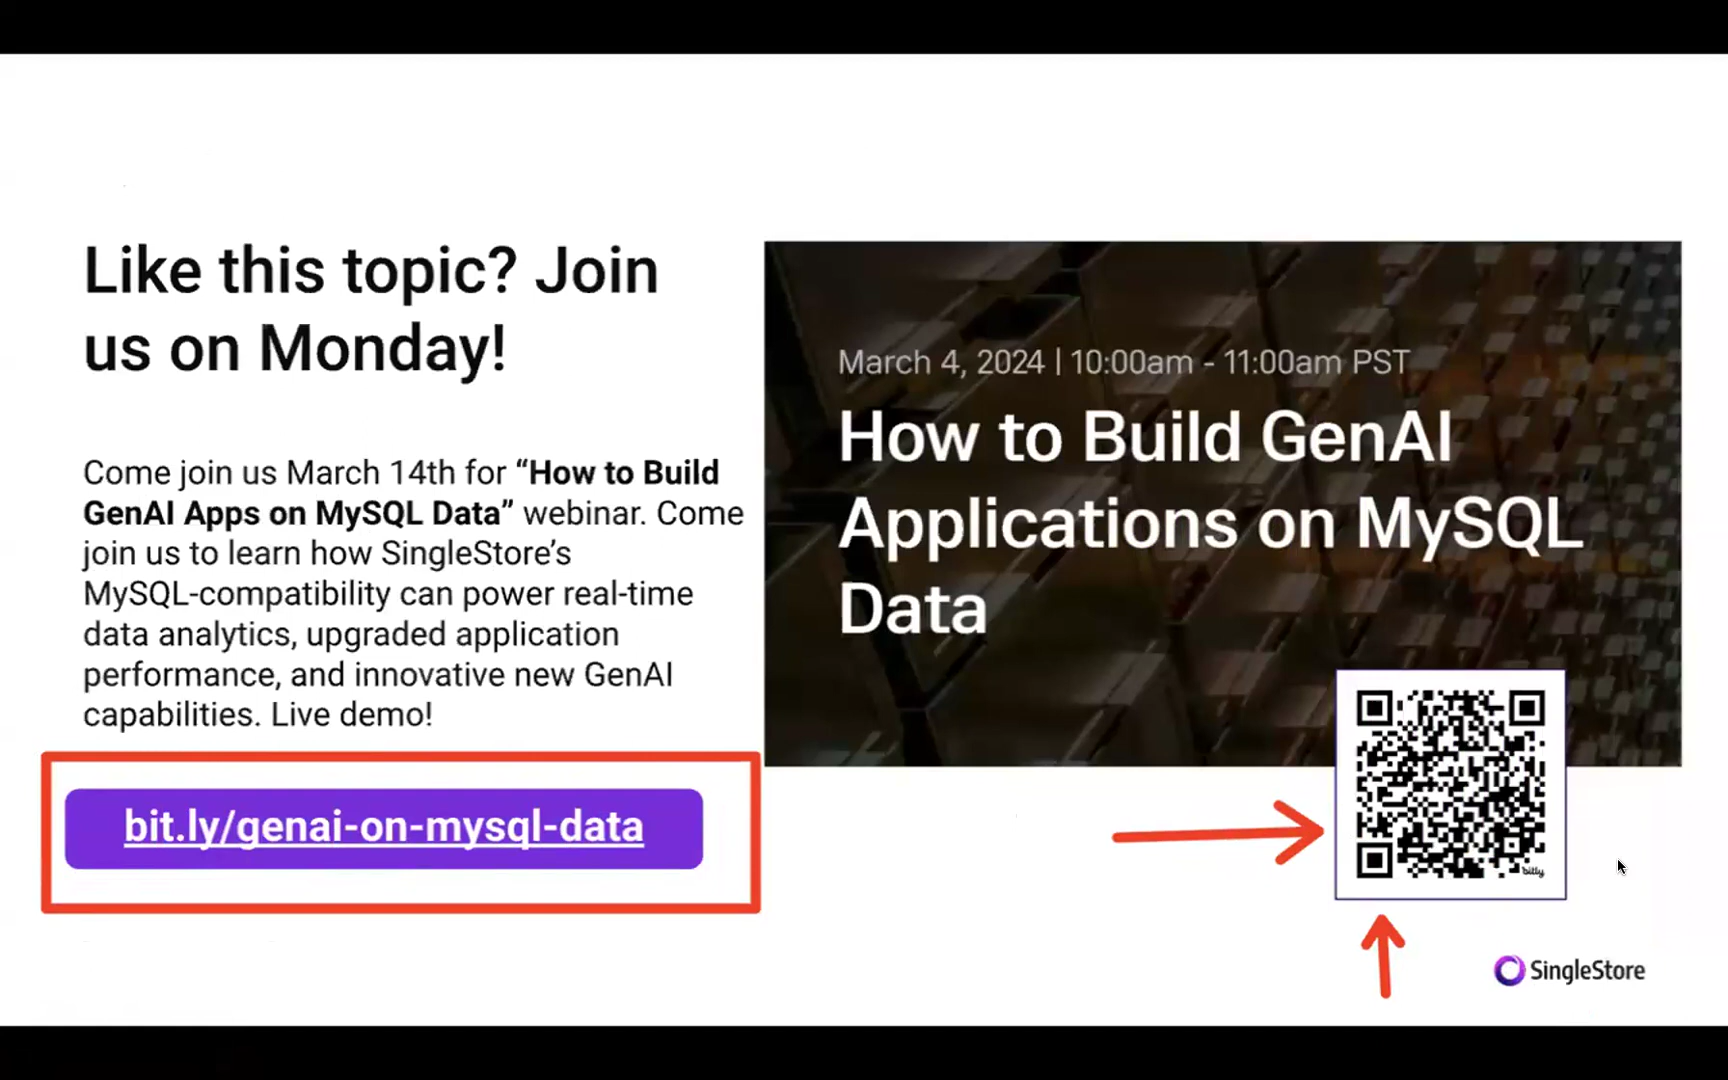 Like this topic? Join
us on Monday!
Come join us March 14th for “How to Build
GenAI Apps on MySQL Data” webinar. Come
join us to learn how SingleStore’s
MySQL-compatibility can power real-time
data analytics, upgraded application
performance, and innovative new GenAI
capabilities. Live demo!
bit.ly/genai-on-mysql-data
March 4, 2024 | 10:00am - 11:00am PST
How to Build GenAI
Applications on MySQL
Data
bitly
SingleStore